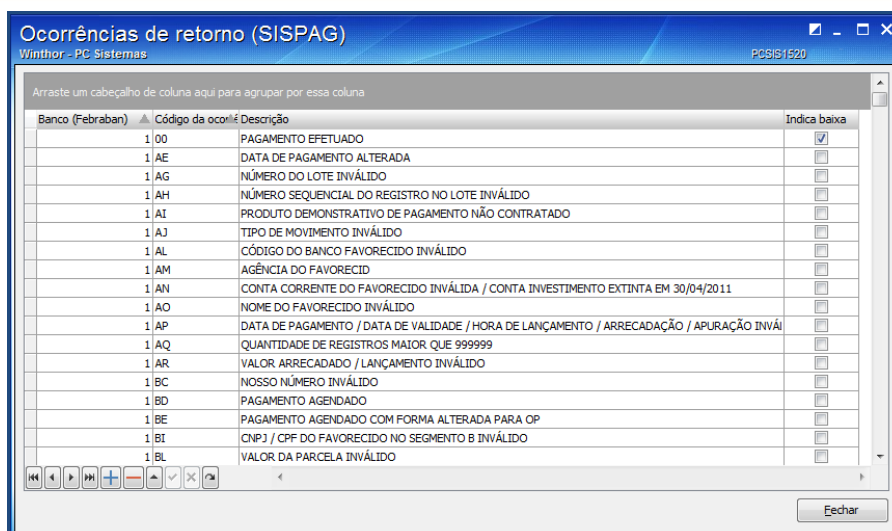 Ocorrências de retorno (SISPAG)
Winthor - PC Sistemas
PCSIS1520
Arraste um cabeçalho de coluna aqui para agrupar por essa coluna
Banco (Febraban) Código da ocorrê Descrição Indica baixa
1 00 PAGAMENTO EFETUADO
1 AE DATA DE PAGAMENTO ALTERADA
1 AG NÚMERO DO LOTE INVÁLIDO
1 AH NÚMERO SEQUENCIAL DO REGISTRO NO LOTE INVÁLIDO
1 AI PRODUTO DEMONSTRATIVO DE PAGAMENTO NÃO CONTRATADO
1 AJ TIPO DE MOVIMENTO INVÁLIDO
1 AL CÓDIGO DO BANCO FAVORECIDO INVÁLIDO
1 AM AGÊNCIA DO FAVORECID
1 AN CONTA CORRENTE DO FAVORECIDO INVÁLIDA / CONTA INVESTIMENTO EXTINTA EM 30/04/2011
1 AO NOME DO FAVORECIDO INVÁLIDO
1 AP DATA DE PAGAMENTO / DATA DE VALIDADE / HORA DE LANÇAMENTO / ARRECADAÇÃO / APURAÇÃO INVÁL
1 AQ QUANTIDADE DE REGISTROS MAIOR QUE 999999
1 AR VALOR ARRECADADO / LANÇAMENTO INVÁLIDO
1 BC NOSSO NÚMERO INVÁLIDO
1 BD PAGAMENTO AGENDADO
1 BE PAGAMENTO AGENDADO COM FORMA ALTERADA PARA OP
1 BI CNPJ / CPF DO FAVORECIDO NO SEGMENTO B INVÁLIDO
1 BL VALOR DA PARCELA INVÁLIDO
Fechar